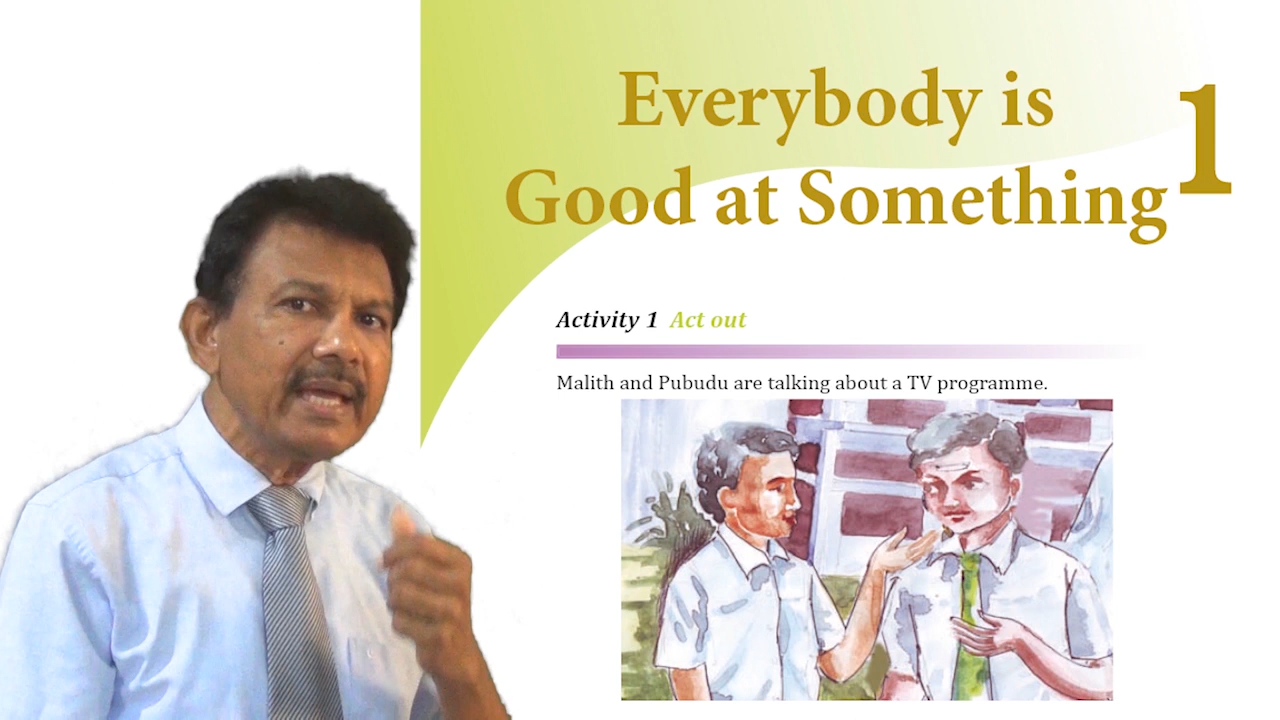 Everybody is
Good at Something
1
Activity 1 Act out
Malith and Pubudu are talking about a TV programme.